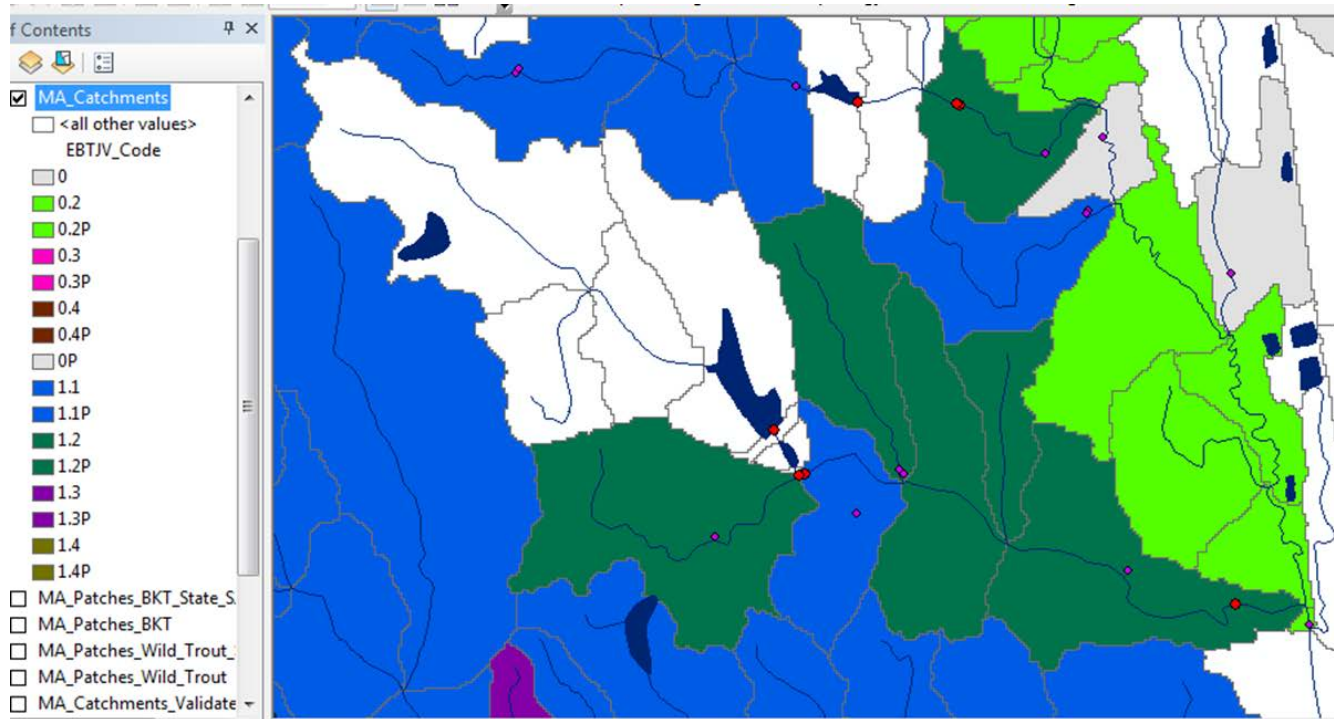 f Contents
MA_Catchments
<all other values>
EBTJV_Code
0
0.2
0.2P
0.3
0.3P
0.4
0.4P
0P
1.1
1.1P
1.2
1.2P
1.3
1.3P
1.4
1.4P
MA_Patches_BKT_State_S
MA_Patches_BKT
MA_Patches_Wild_Trout_
MA_Patches_Wild_Trout
MA_Catchments_Validate